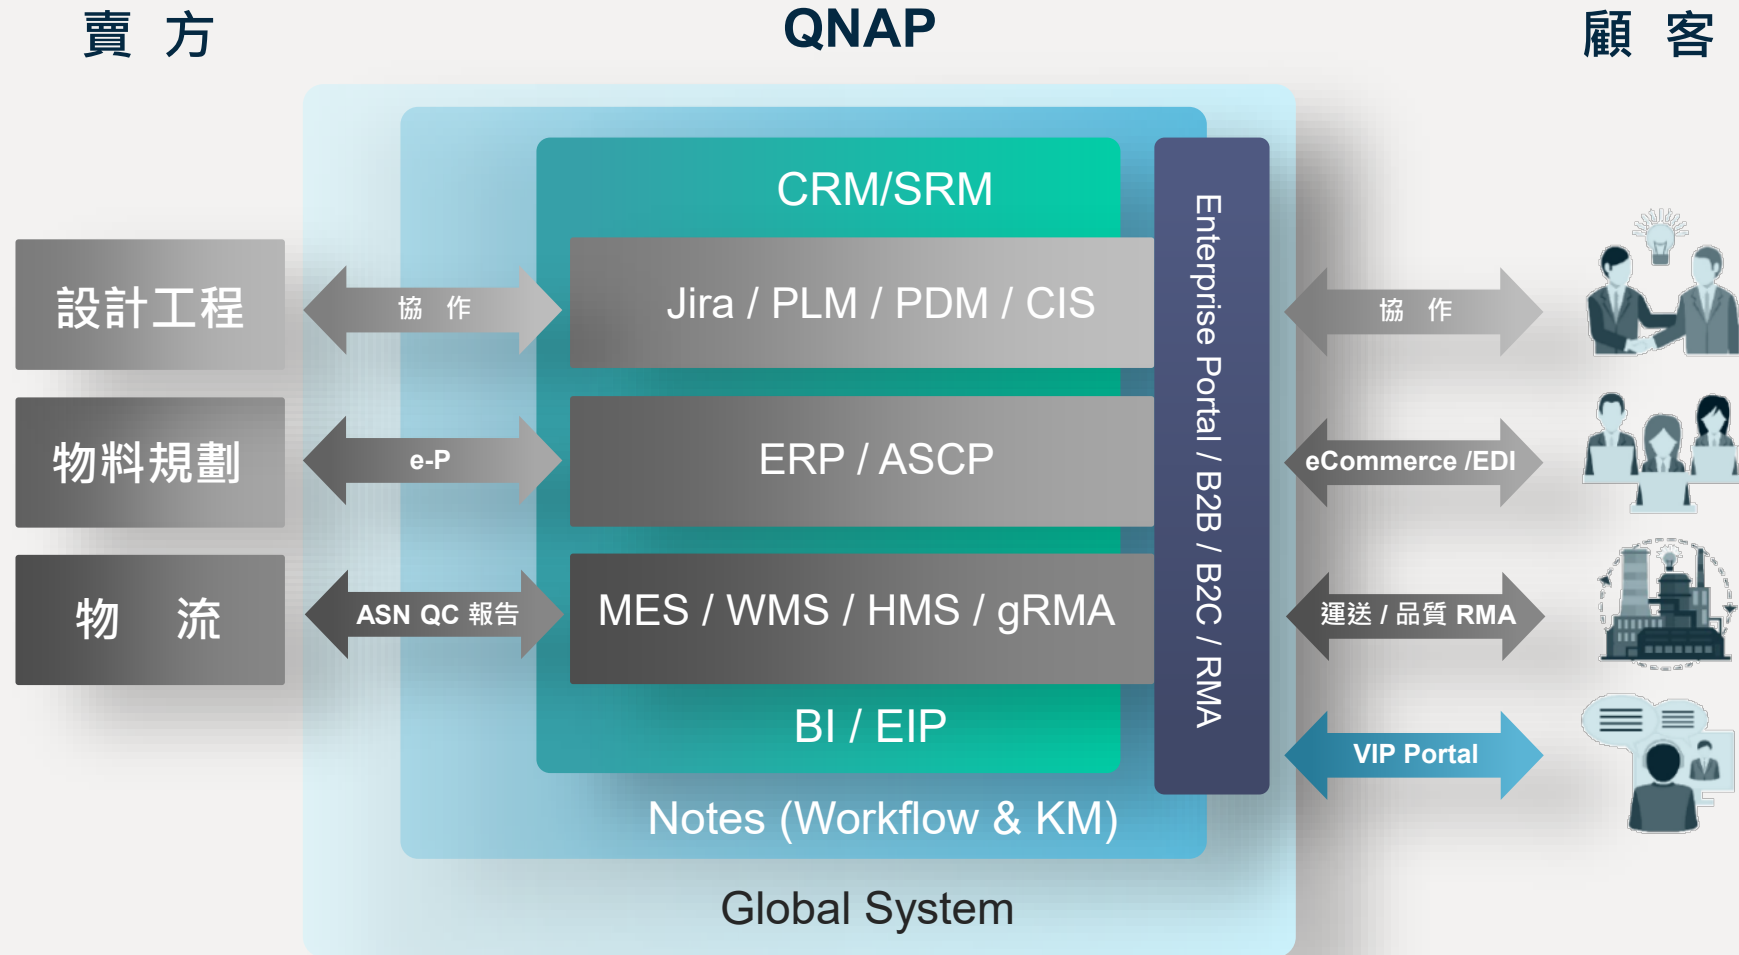 賣 方
QNAP
顧 客
CRM/SRM
設計工程
協 作
Jira / PLM / PDM / CIS
協 作
物料規劃
e-P
ERP / ASCP
eCommerce /EDI
物 流
ASN QC 報告
MES / WMS / HMS / gRMA
運送 / 品質 RMA
Enterprise Portal / B2B / B2C / RMA
BI / EIP
VIP Portal
Notes (Workflow & KM)
Global System